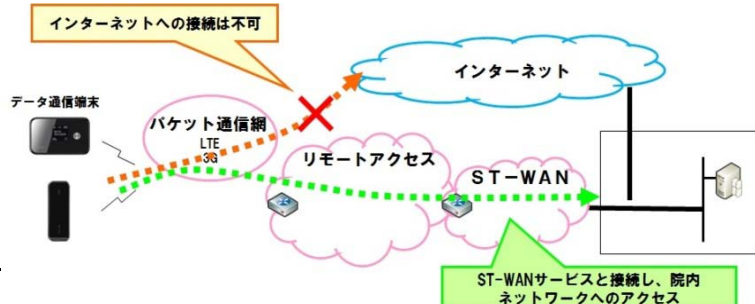 インターネットへの接続は不可
インターネット
データ通信端末
パケット通信網
LTE
3G
リモートアクセス
ST-WAN
ST-WANサービスと接続し、院内
ネットワークへのアクセス